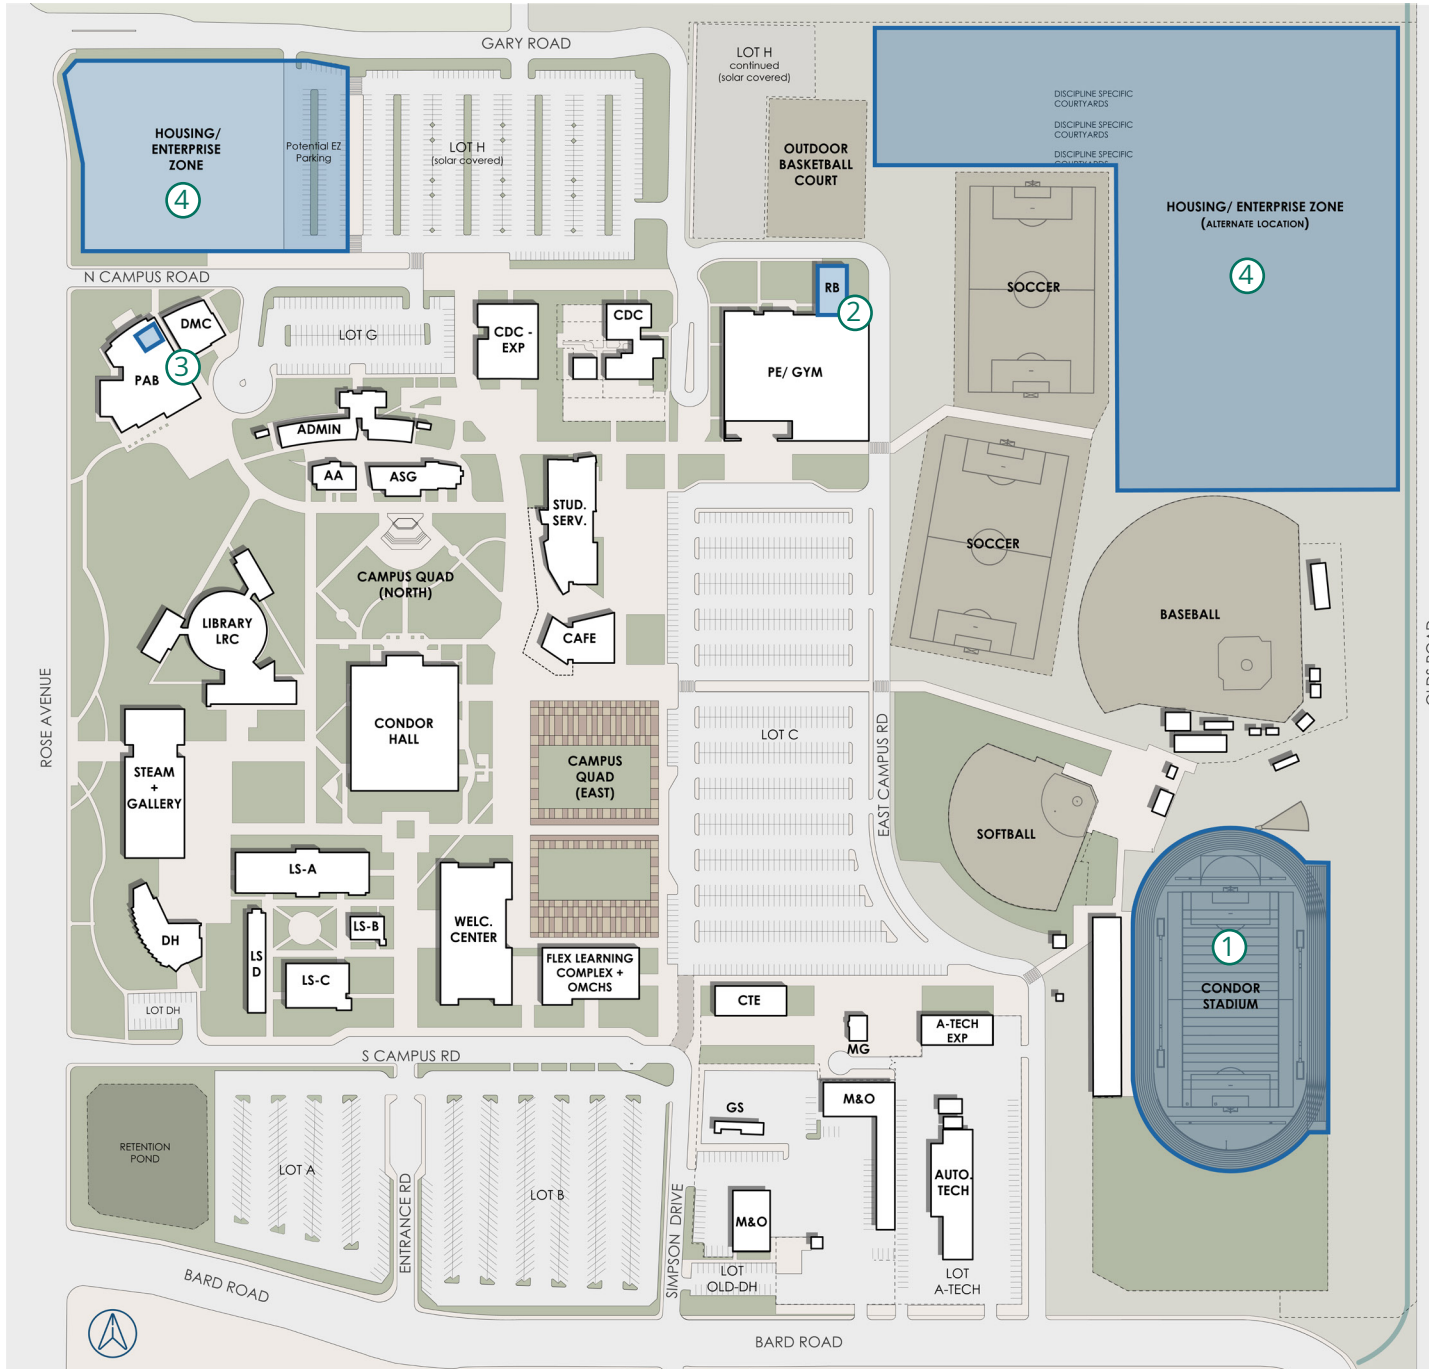 GARY ROAD
LOT H
continued
(solar covered)
DISCIPLINE SPECIFIC
COURTYARDS
DISCIPLINE SPECIFIC
COURTYARDS
DISCIPLINE SPECIFIC
COURTYARDS
HOUSING/
ENTERPRISE
ZONE
4
Potential EZ
Parking
LOT H
(solar covered)
OUTDOOR
BASKETBALL
COURT
HOUSING/ ENTERPRISE ZONE
(ALTERNATE LOCATION)
4
N CAMPUS ROAD
RB
2
SOCCER
DMC
3
PAB
LOT G
CDC -
EXP
CDC
PE/ GYM
ADMIN
AA
ASG
STUD.
SERV.
SOCCER
CAMPUS QUAD
(NORTH)
LIBRARY
LRC
CAFE
BASEBALL
ROSE AVENUE
OLDS ROAD
CONDOR
HALL
STEAM
+
GALLERY
CAMPUS
QUAD
(EAST)
LOT C
EAST CAMPUS RD
SOFTBALL
LS-A
DH
LS
D
LS-B
LS-C
WELC.
CENTER
FLEX LEARNING
COMPLEX +
OMCHS
1
CONDOR
STADIUM
LOT DH
CTE
MG
A-TECH
EXP
S CAMPUS RD
RETENTION
POND
LOT A
ENTRANCE RD
LOT B
SIMPSON DRIVE
GS
M&O
M&O
AUTO.
TECH
LOT
OLD-DH
LOT
A-TECH
BARD ROAD
BARD ROAD